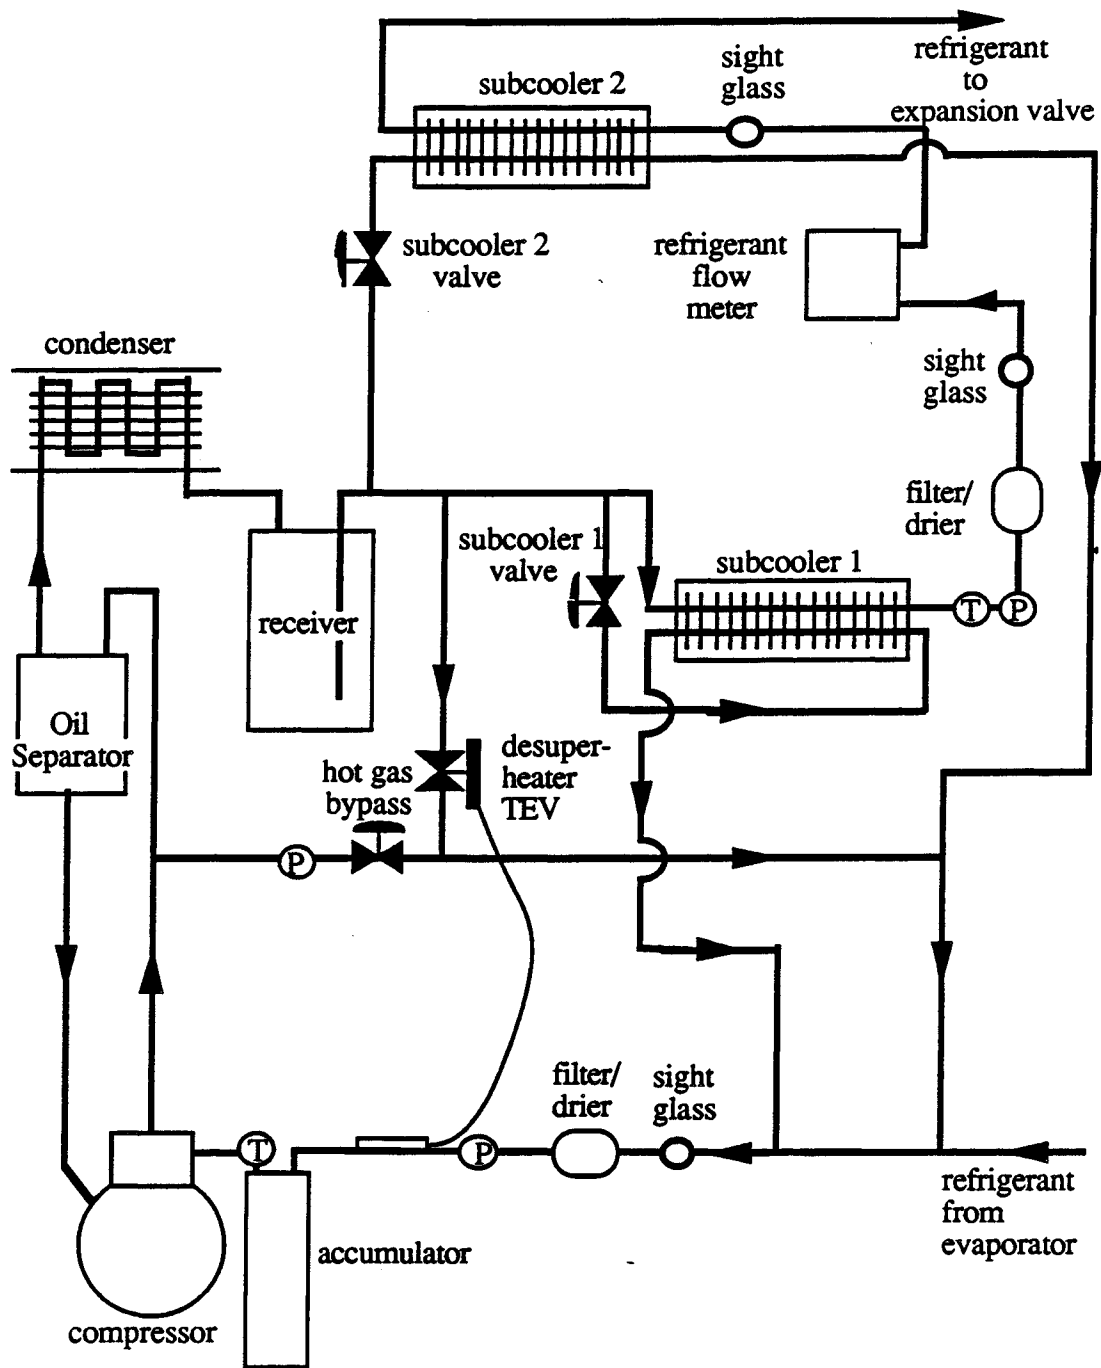 refrigerant
to
expansion valve
sight
glass
subcooler 2
subcooler 2
valve
refrigerant
flow
meter
condenser
sight
glass
filter/
drier
subcooler 1
valve
subcooler 1
T
P
receiver
Oil
Separator
hot gas
bypass
desuper-
heater
TEV
P
filter/
drier
sight
glass
T
P
refrigerant
from
evaporator
accumulator
compressor